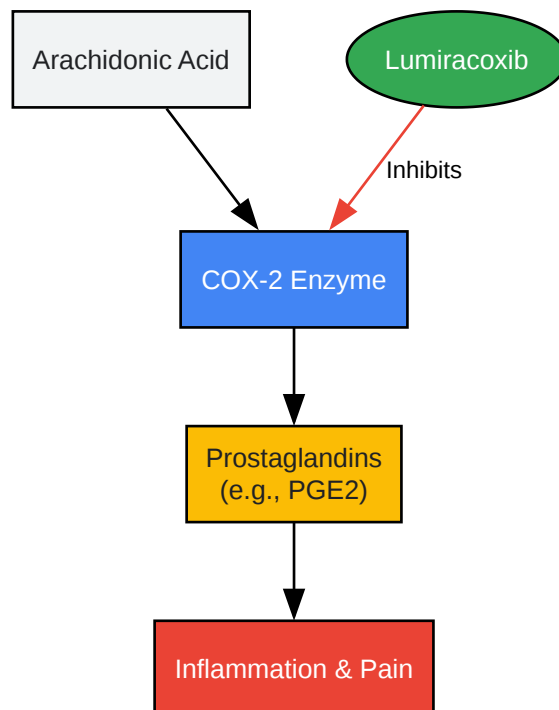 Arachidonic Acid
Lumiracoxib
Inhibits
COX-2 Enzyme
Prostaglandins
(e.g., PGE2)
Inflammation & Pain